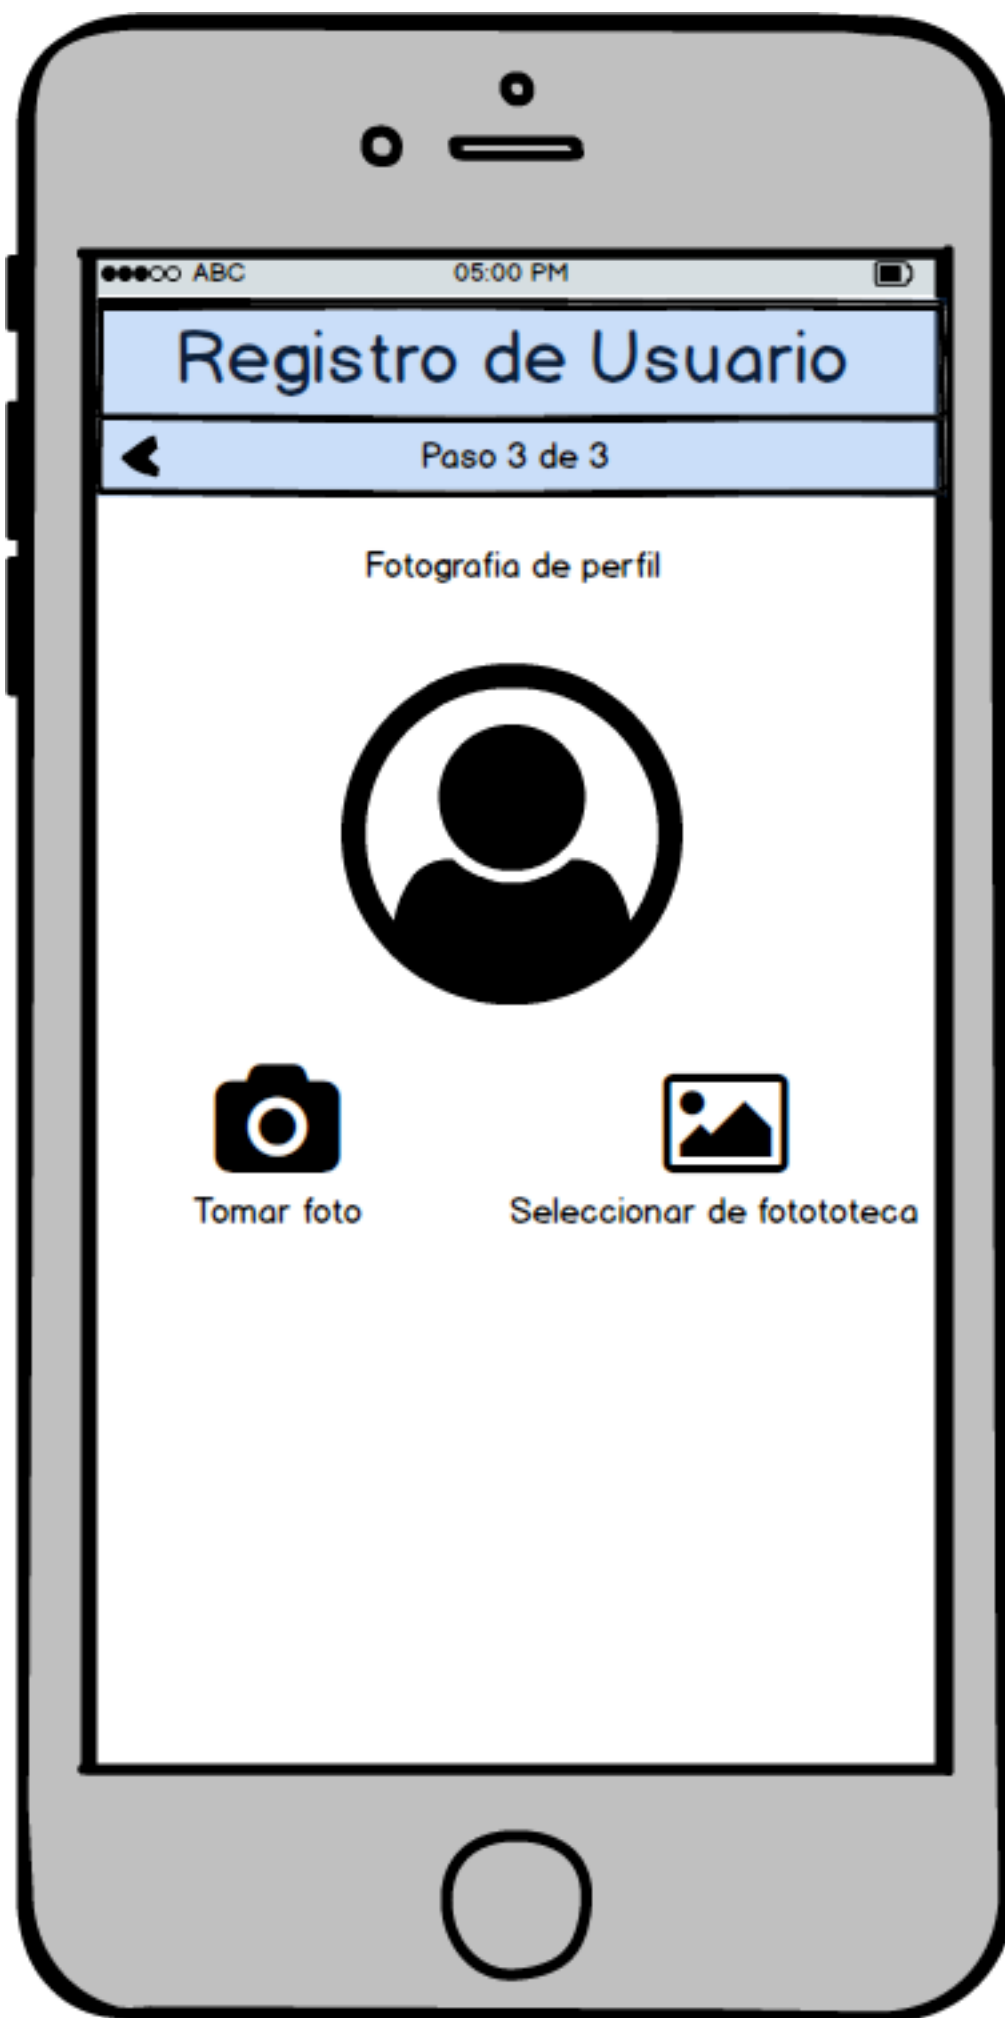 ABC 05:00 PM
Registro de Usuario
Paso 3 de 3
Fotografia de perfil
Tomar foto
Seleccionar de fotototeca